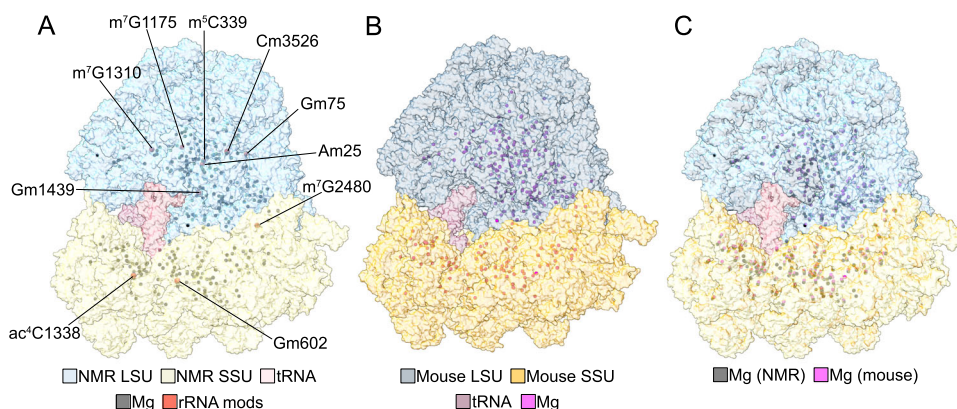 A
B
C
m⁷G1175
m⁵C339
Cm3526
m⁷G1310
Gm75
Am25
Gm1439
m⁷G2480
ac⁴C1338
Gm602
NMR LSU NMR SSU tRNA
Mg rRNA mods
Mouse LSU Mouse SSU
tRNA Mg
Mg (NMR) Mg (mouse)